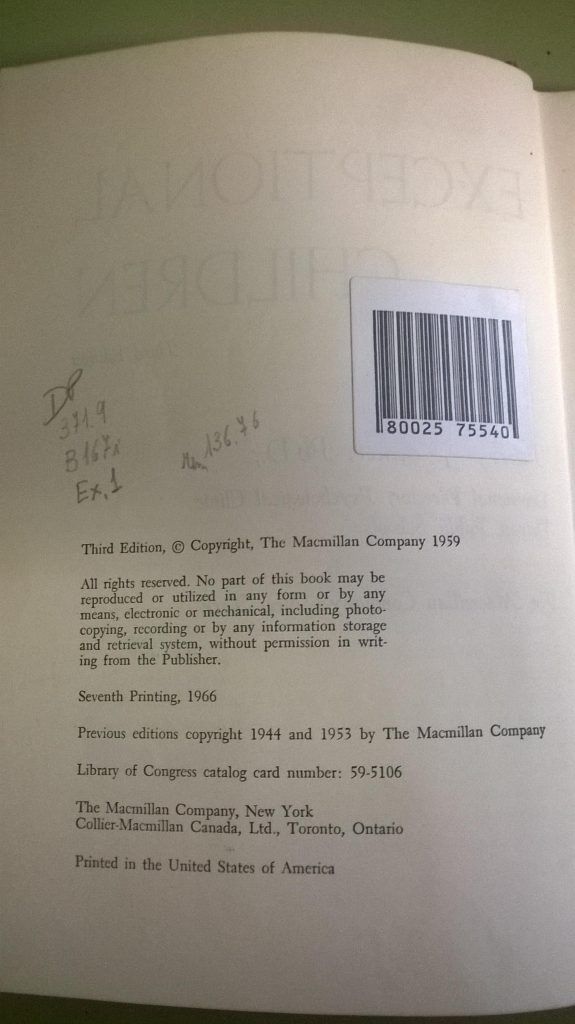 80025 75540
371.9
136.76
Ex. 1
Third Edition, © Copyright, The Macmillan Company 1959
All rights reserved. No part of this book may be
reproduced or utilized in any form or by any
means, electronic or mechanical, including photo-
copying, recording or by any information storage
and retrieval system, without permission in writ-
ing from the Publisher.
Seventh Printing, 1966
Previous editions copyright 1944 and 1953 by The Macmillan Company
Library of Congress catalog card number: 59-5106
The Macmillan Company, New York
Collier-Macmillan Canada, Ltd., Toronto, Ontario
Printed in the United States of America